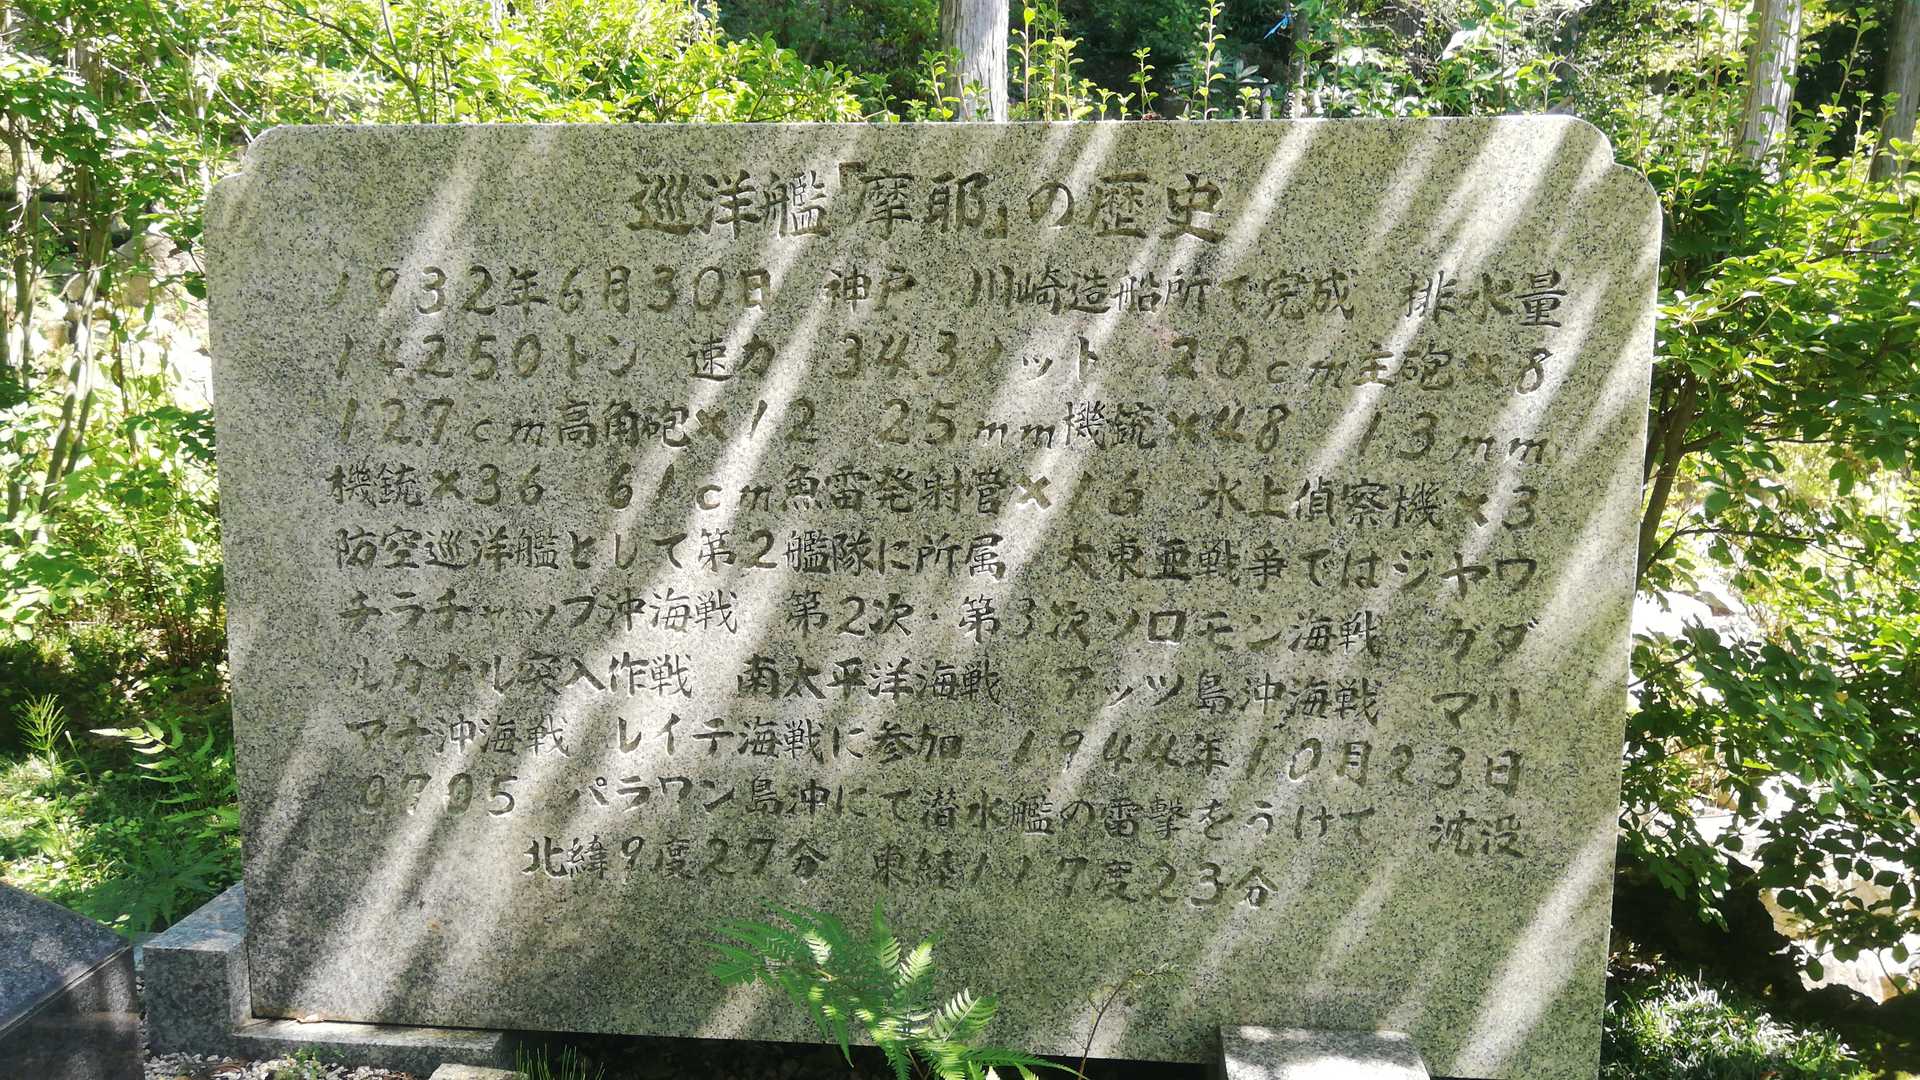 巡洋艦「摩耶」の歴史
1932年6月30日 神戸 川崎造船所で完成 排水量
14.250トン 速力 343ノット 20cm主砲×8
12.7cm高角砲×12 25mm機銃×48 13mm
機銃×36 61cm魚雷発射菅×16 水上偵察機×3
防空巡洋艦として第2艦隊に所属 大東亜戦争ではジャワ
チラチャップ沖海戦 第2次・第3次ソロモン海戦 ガダ
ルカナル突入作戦 南太平洋海戦 アッツ島沖海戦 マリ
アナ沖海戦 レイテ海戦に参加 1944年10月23日
0705 パラワン島沖にて潜水艦の雷撃をうけて 沈没
北緯9度27分 東経117度23分